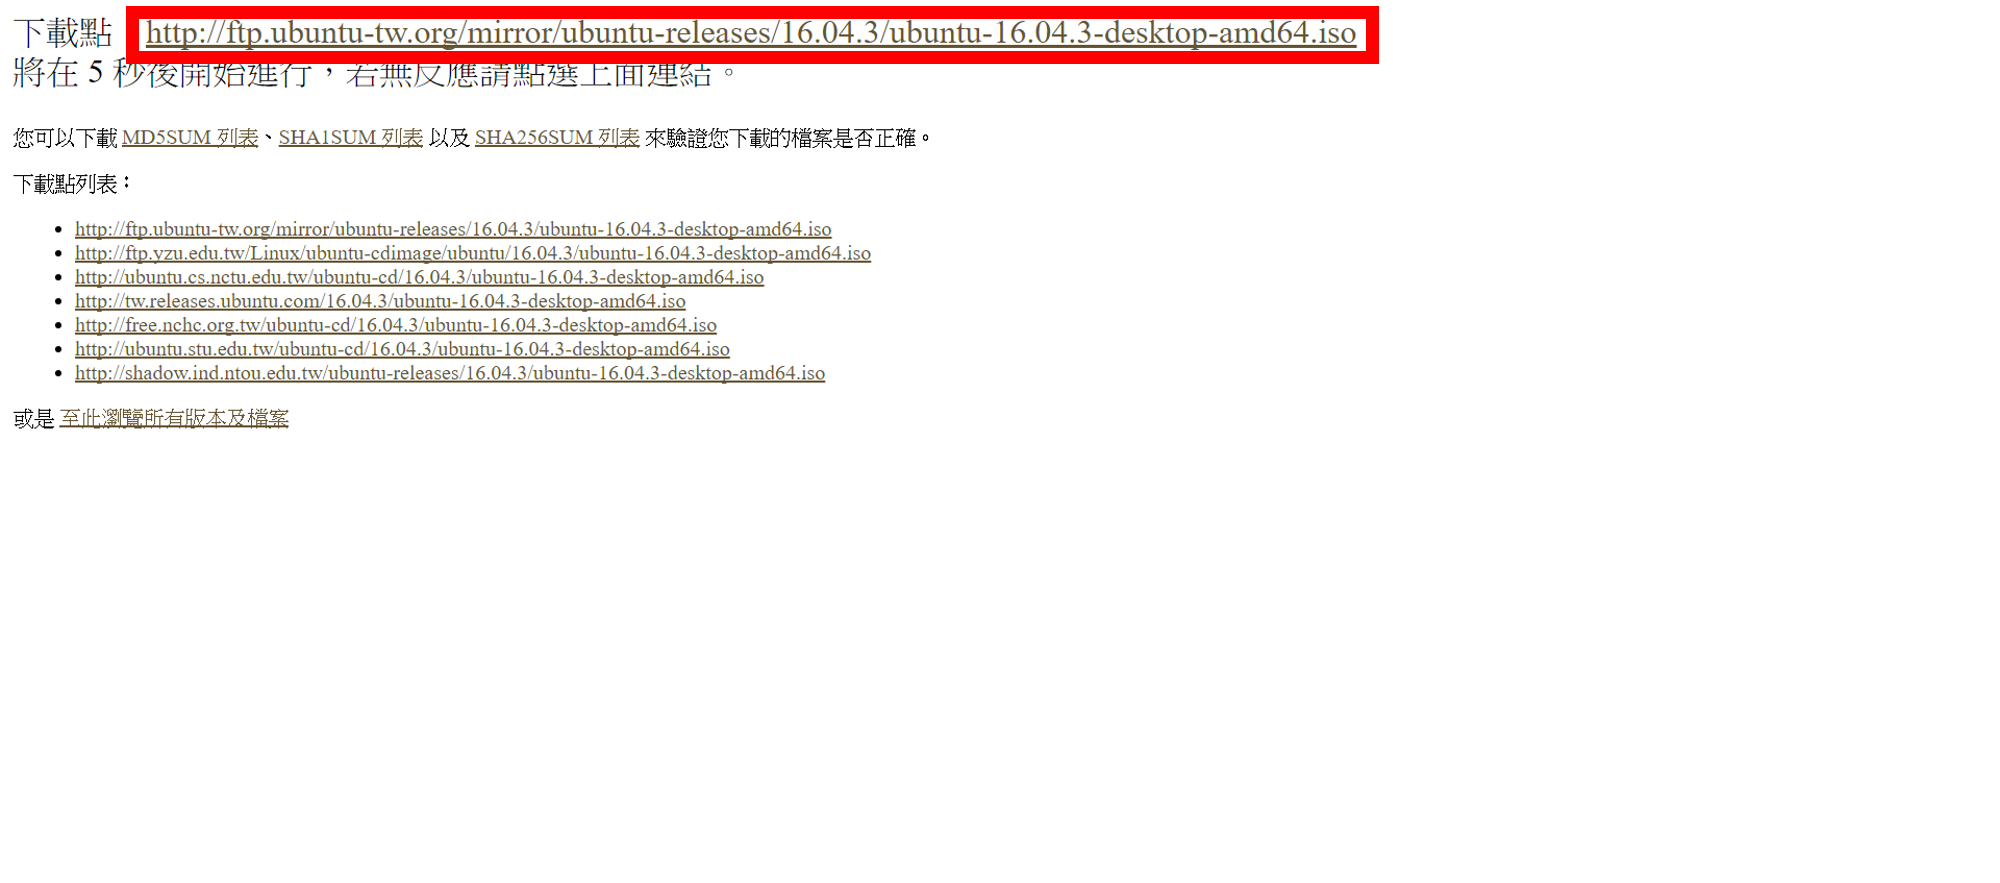 下載點 http://ftp.ubuntu-tw.org/mirror/ubuntu-releases/16.04.3/ubuntu-16.04.3-desktop-amd64.iso
將在 5 秒後開始進行，若無反應請點選上面連結。
您可以下載 MD5SUM 列表、SHA1SUM 列表 以及 SHA256SUM 列表 來驗證您下載的檔案是否正確。
下載點列表：
• http://ftp.ubuntu-tw.org/mirror/ubuntu-releases/16.04.3/ubuntu-16.04.3-desktop-amd64.iso
• http://ftp.yzu.edu.tw/Linux/ubuntu-cdimage/ubuntu/16.04.3/ubuntu-16.04.3-desktop-amd64.iso
• http://ubuntu.cs.nctu.edu.tw/ubuntu-cd/16.04.3/ubuntu-16.04.3-desktop-amd64.iso
• http://tw.releases.ubuntu.com/16.04.3/ubuntu-16.04.3-desktop-amd64.iso
• http://free.nchc.org.tw/ubuntu-cd/16.04.3/ubuntu-16.04.3-desktop-amd64.iso
• http://ubuntu.stu.edu.tw/ubuntu-cd/16.04.3/ubuntu-16.04.3-desktop-amd64.iso
• http://shadow.ind.ntou.edu.tw/ubuntu-releases/16.04.3/ubuntu-16.04.3-desktop-amd64.iso
或是 至此瀏覽所有版本及檔案